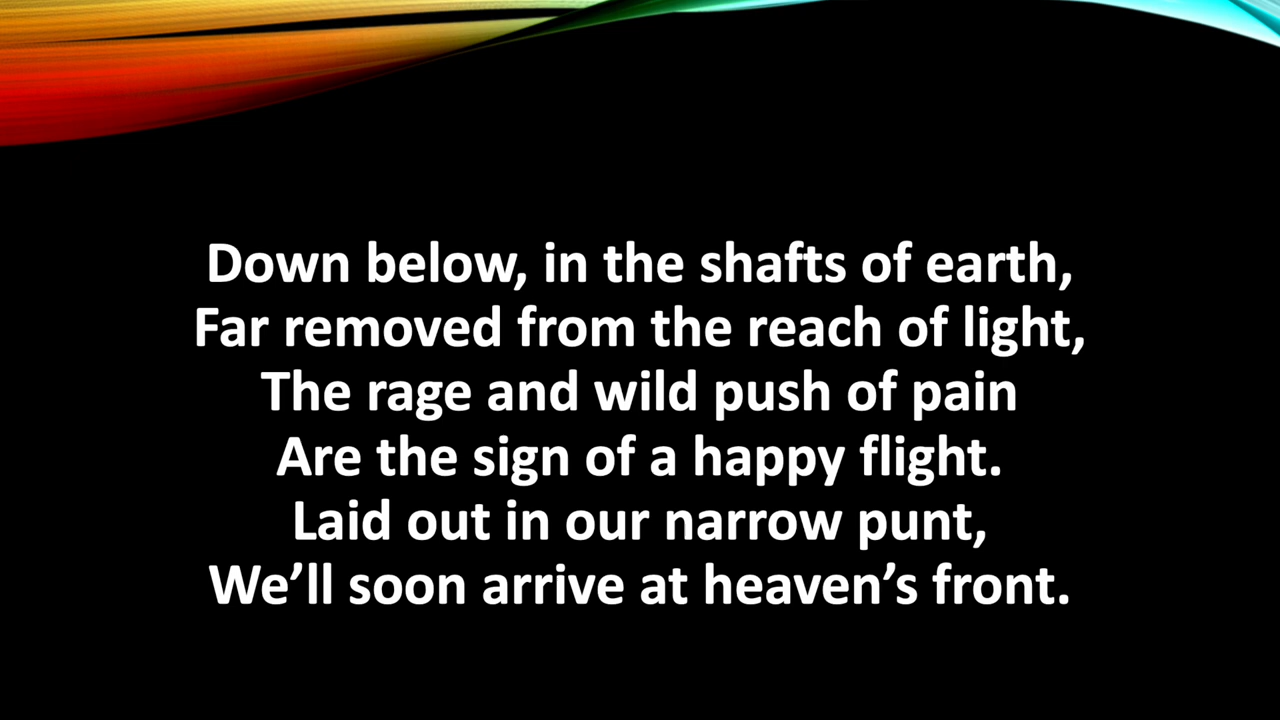 Down below, in the shafts of earth,
Far removed from the reach of light,
The rage and wild push of pain
Are the sign of a happy flight.
Laid out in our narrow punt,
We’ll soon arrive at heaven’s front.